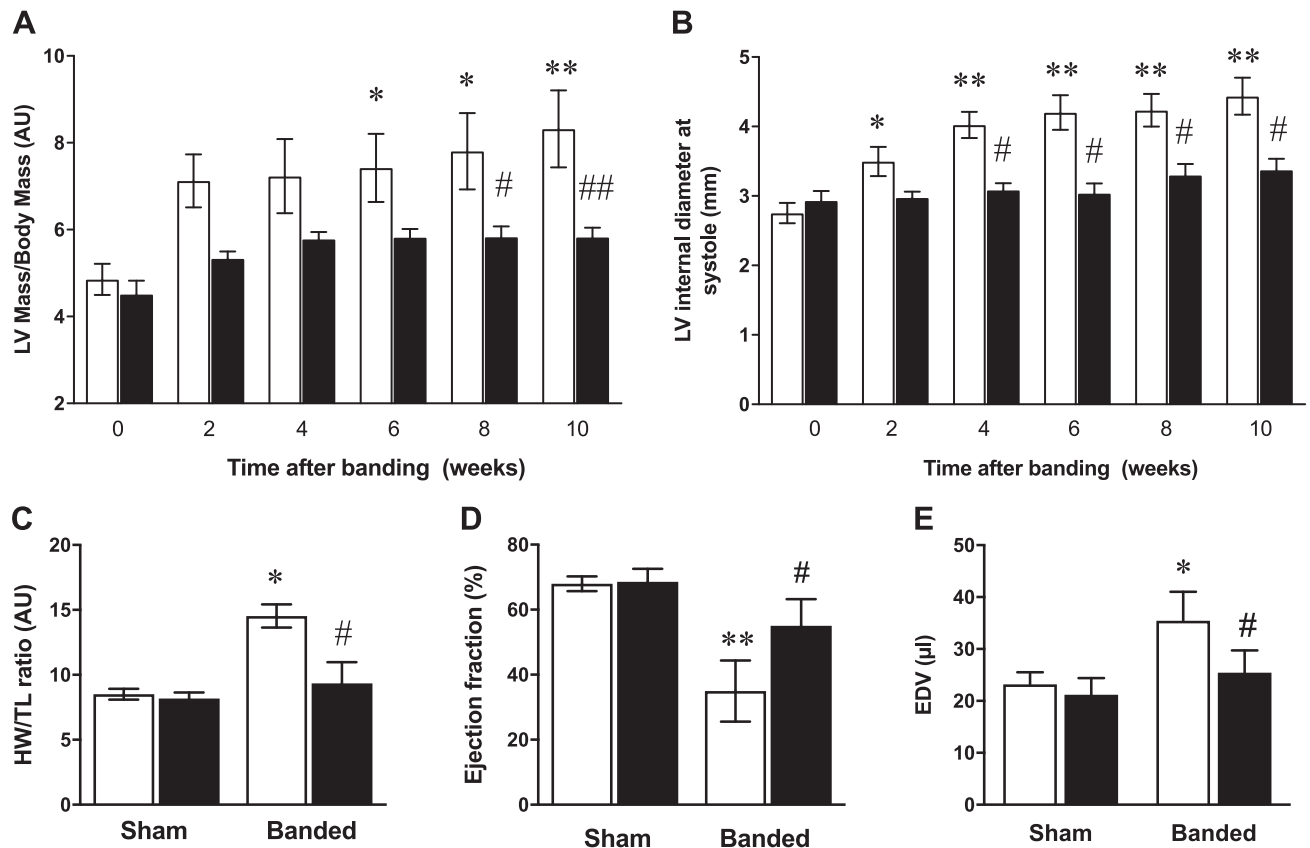 A
LV Mass/Body Mass (AU)
10
8
6
4
2
* * **
# ##
0 2 4 6 8 10
Time after banding (weeks)
B
LV internal diameter at
systole (mm)
5
4
3
2
1
0
* ** ** ** **
# # # #
0 2 4 6 8 10
Time after banding (weeks)
C
HW/TL ratio (AU)
20
15
10
5
0
*
#
Sham Banded
D
Ejection fraction (%)
80
60
40
20
0
**
#
Sham Banded
E
EDV (µl)
50
40
30
20
10
0
*
#
Sham Banded